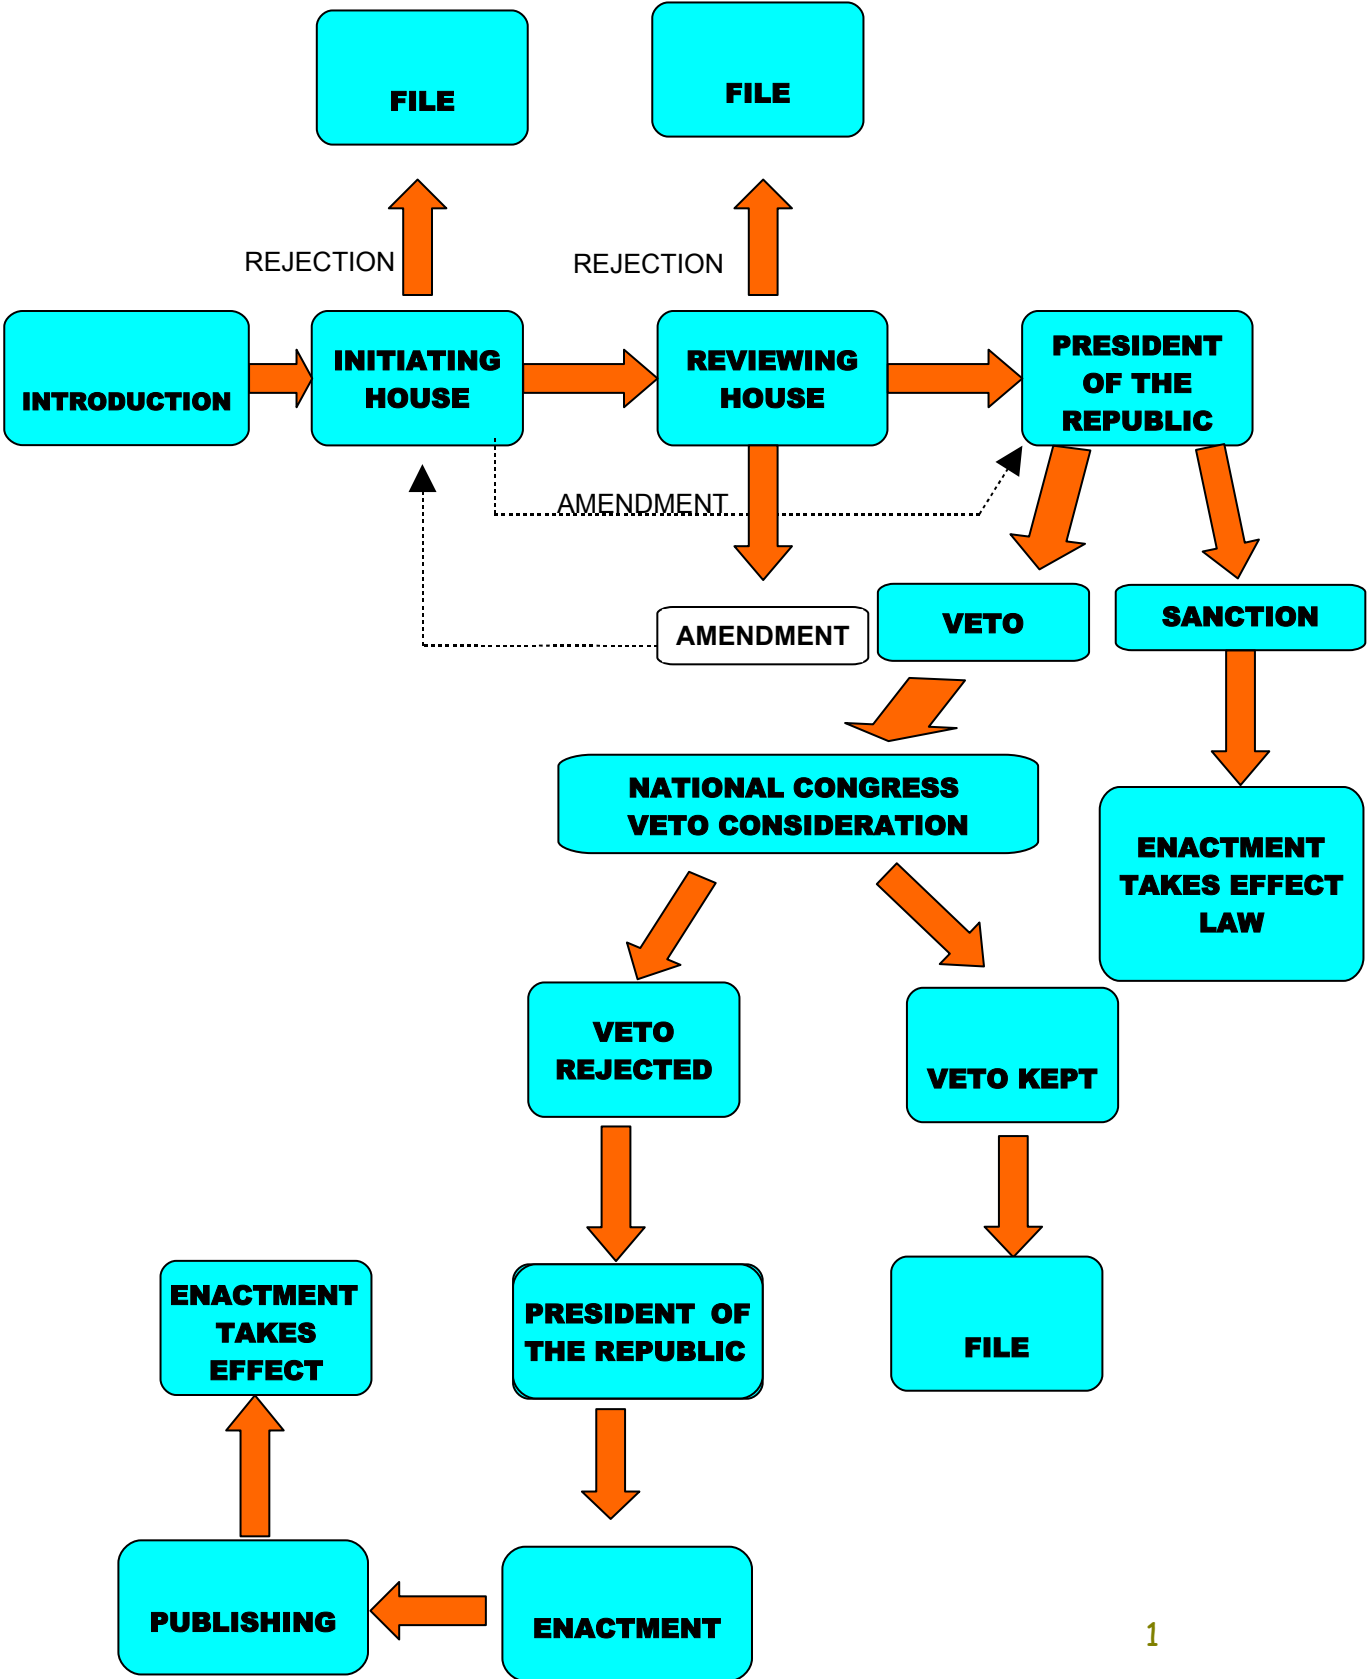 FILE
FILE
REJECTION
REJECTION
INTRODUCTION
INITIATING
HOUSE
REVIEWING
HOUSE
PRESIDENT
OF THE
REPUBLIC
AMENDMENT
AMENDMENT
VETO
SANCTION
NATIONAL CONGRESS
VETO CONSIDERATION
ENACTMENT
TAKES EFFECT
LAW
VETO
REJECTED
VETO KEPT
ENACTMENT
TAKES
EFFECT
PRESIDENT OF
THE REPUBLIC
FILE
PUBLISHING
ENACTMENT
1